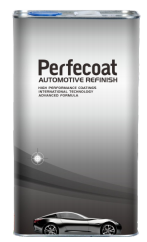 Perfecoat
AUTOMOTIVE REFINISH
HIGH PERFORMANCE COATINGS
INTERNATIONAL TECHNOLOGY
ADVANCED FORMULA